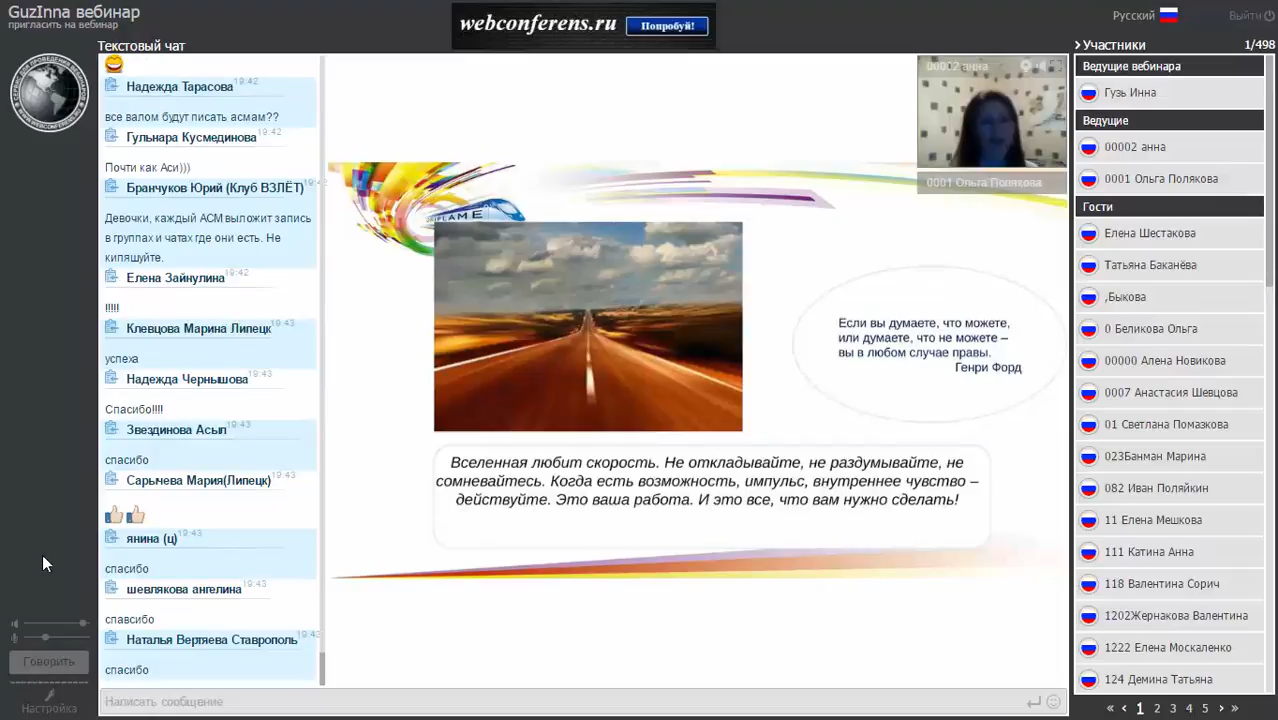 GuzInna вебинар
пригласить на вебинар
webconferens.ru Попробуй!
Русский
Выйти
Текстовый чат
Надежда Тарасова 19:42
все валом будут писать асмам??
Гульнара Кусмединова 19:42
Почти как Аси)))
Бранчуков Юрий (Клуб ВЗЛЁТ)
Девочки, каждый АСМ выложит запись
в группах и чатах где они есть. Не
кипяшуйте.
Елена Зайнулина 19:42
!!!!!
Клевцова Марина Липецк 19:43
успеха
Надежда Чернышова 19:43
Спасибо!!!!
Звездинова Асыл 19:43
спасибо
Сарычева Мария(Липецк) 19:43
янина (ц) 19:43
спасибо
шевлякова ангелина 19:43
спавсибо
Наталья Вертяева Ставрополь
спасибо
Написать сообщение
Говорить
Настройка
00002 анна
0001 Ольга Полякова
Если вы думаете, что можете,
или думаете, что не можете –
вы в любом случае правы.
Генри Форд
Вселенная любит скорость. Не откладывайте, не раздумывайте, не
сомневайтесь. Когда есть возможность, импульс, внутреннее чувство –
действуйте. Это ваша работа. И это все, что вам нужно сделать!
Участники 1/498
Ведущие вебинара
Гузь Инна
Ведущие
00002 анна
0001 Ольга Полякова
Гости
Елена Шестакова
Татьяна Баканёва
,Быкова
0 Беликова Ольга
00000 Алена Новикова
0007 Анастасия Шевцова
01 Светлана Помазкова
023Банман Марина
082 Иван Поляйкин
11 Елена Мешкова
111 Катина Анна
118 Валентина Сорич
1202Жернакова Валентина
1222 Елена Москаленко
124 Демина Татьяна
« ‹ 1 2 3 4 5 › »